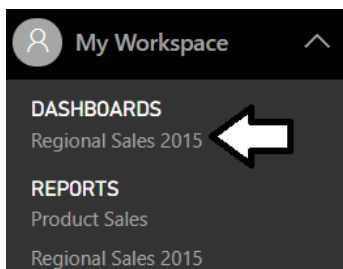 My Workspace
DASHBOARDS
Regional Sales 2015
REPORTS
Product Sales
Regional Sales 2015